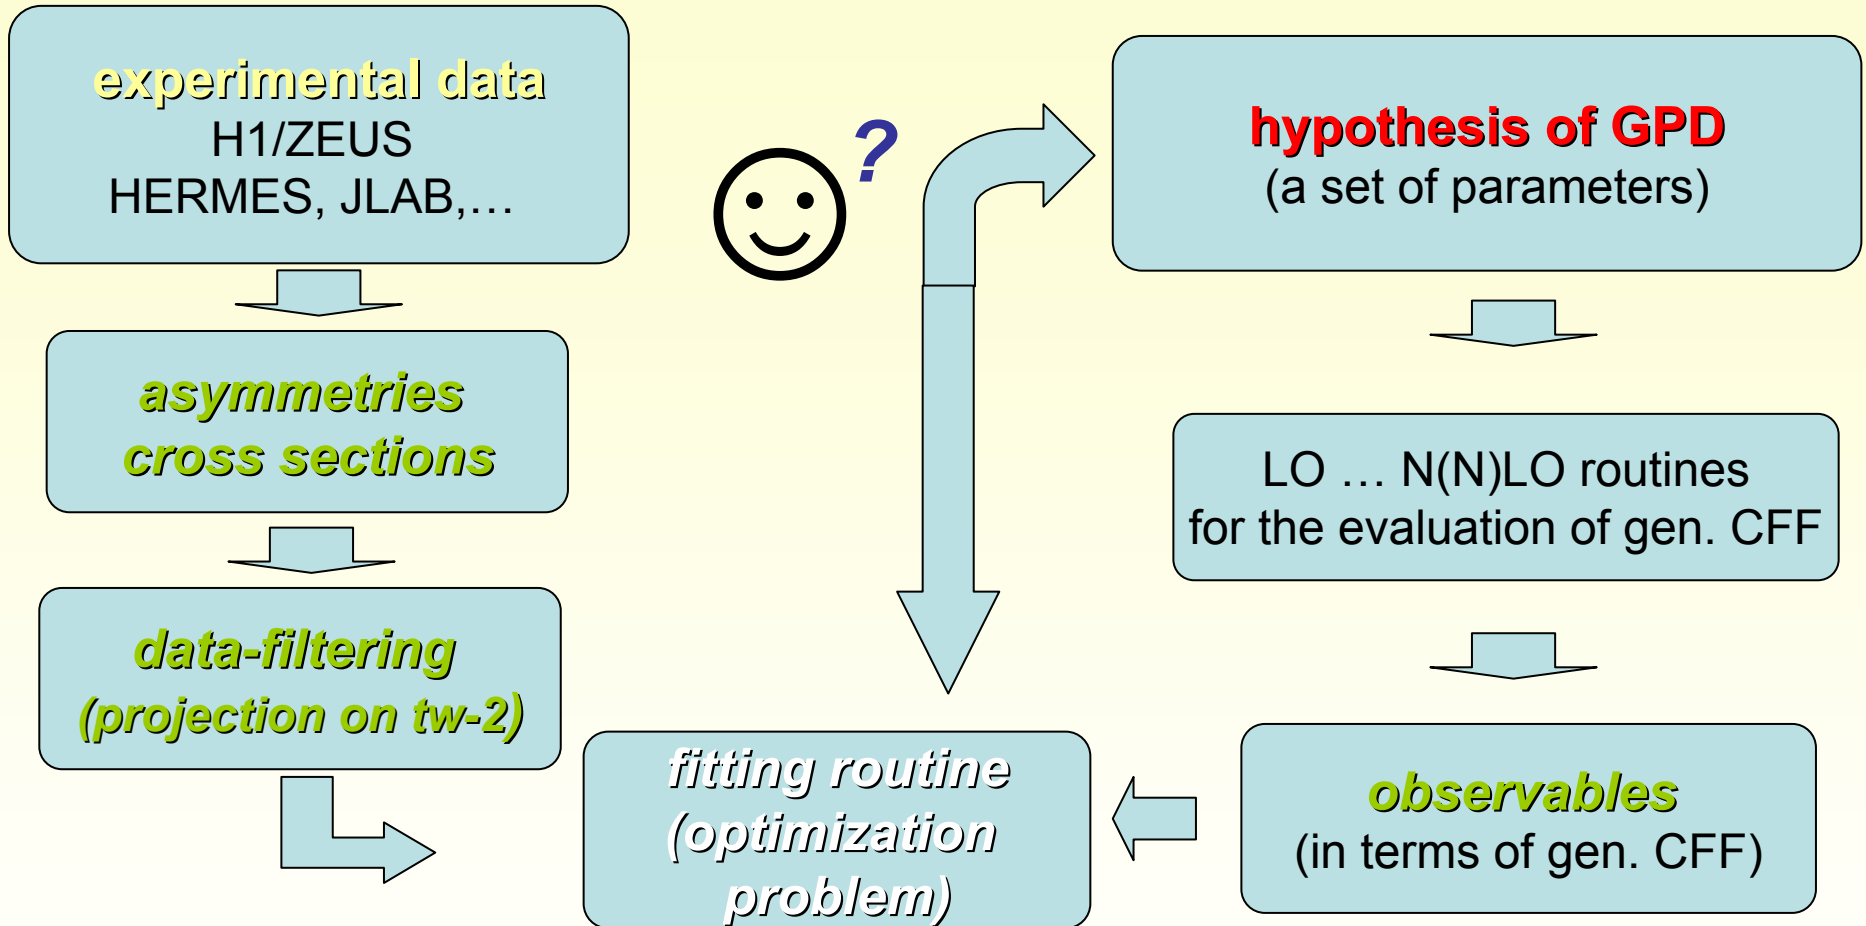 experimental data
H1/ZEUS
HERMES, JLAB,…
asymmetries
cross sections
data-filtering
(projection on tw-2)
?
hypothesis of GPD
(a set of parameters)
LO … N(N)LO routines
for the evaluation of gen. CFF
observables
(in terms of gen. CFF)
fitting routine
(optimization
problem)